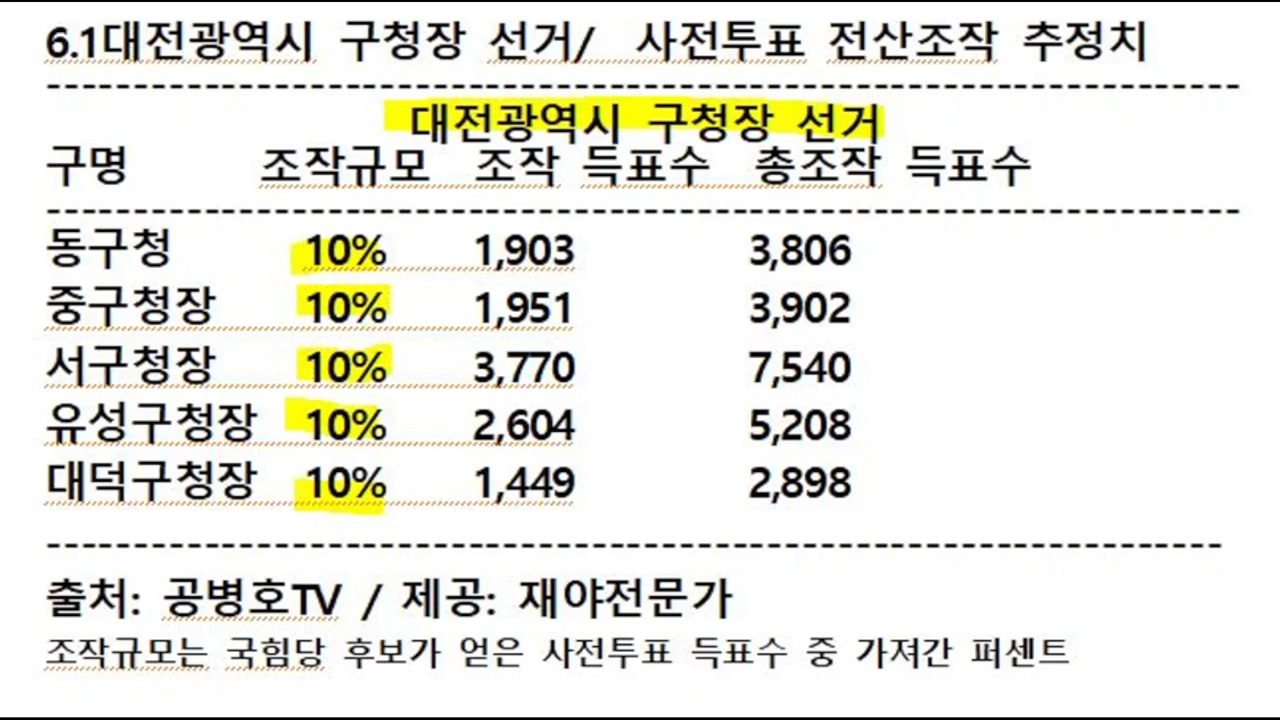 6.1대전광역시 구청장 선거/ 사전투표 전산조작 추정치
대전광역시 구청장 선거
구명 조작규모 조작 득표수 총조작 득표수
동구청 10% 1,903 3,806
중구청장 10% 1,951 3,902
서구청장 10% 3,770 7,540
유성구청장 10% 2,604 5,208
대덕구청장 10% 1,449 2,898
출처: 공병호TV / 제공: 재야전문가
조작규모는 국힘당 후보가 얻은 사전투표 득표수 중 가져간 퍼센트